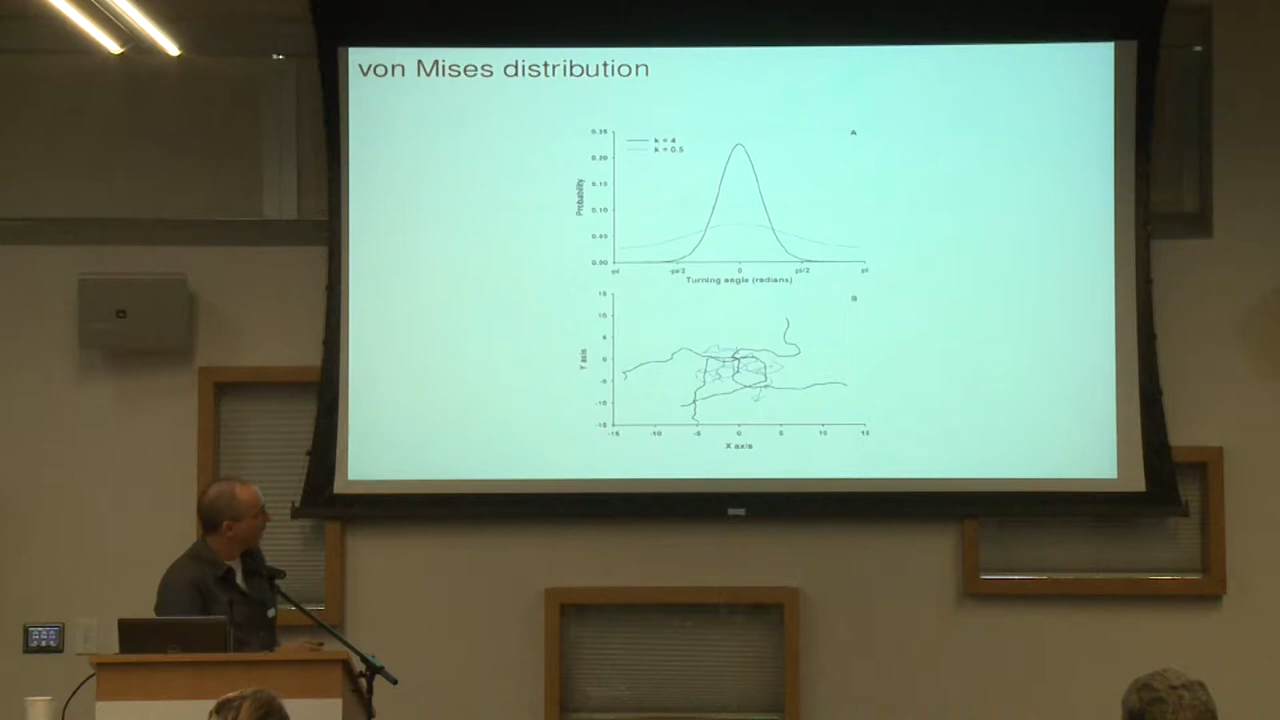 von Mises distribution
A
0.25
k = 4
k = 0.5
0.20
0.15
0.10
0.05
0.00
Probability
-pi
-pi/2
0
pi/2
pi
Turning angle (radians)
B
15
10
5
0
-5
-10
-15
Y axis
-15
-10
-5
0
5
10
15
X axis